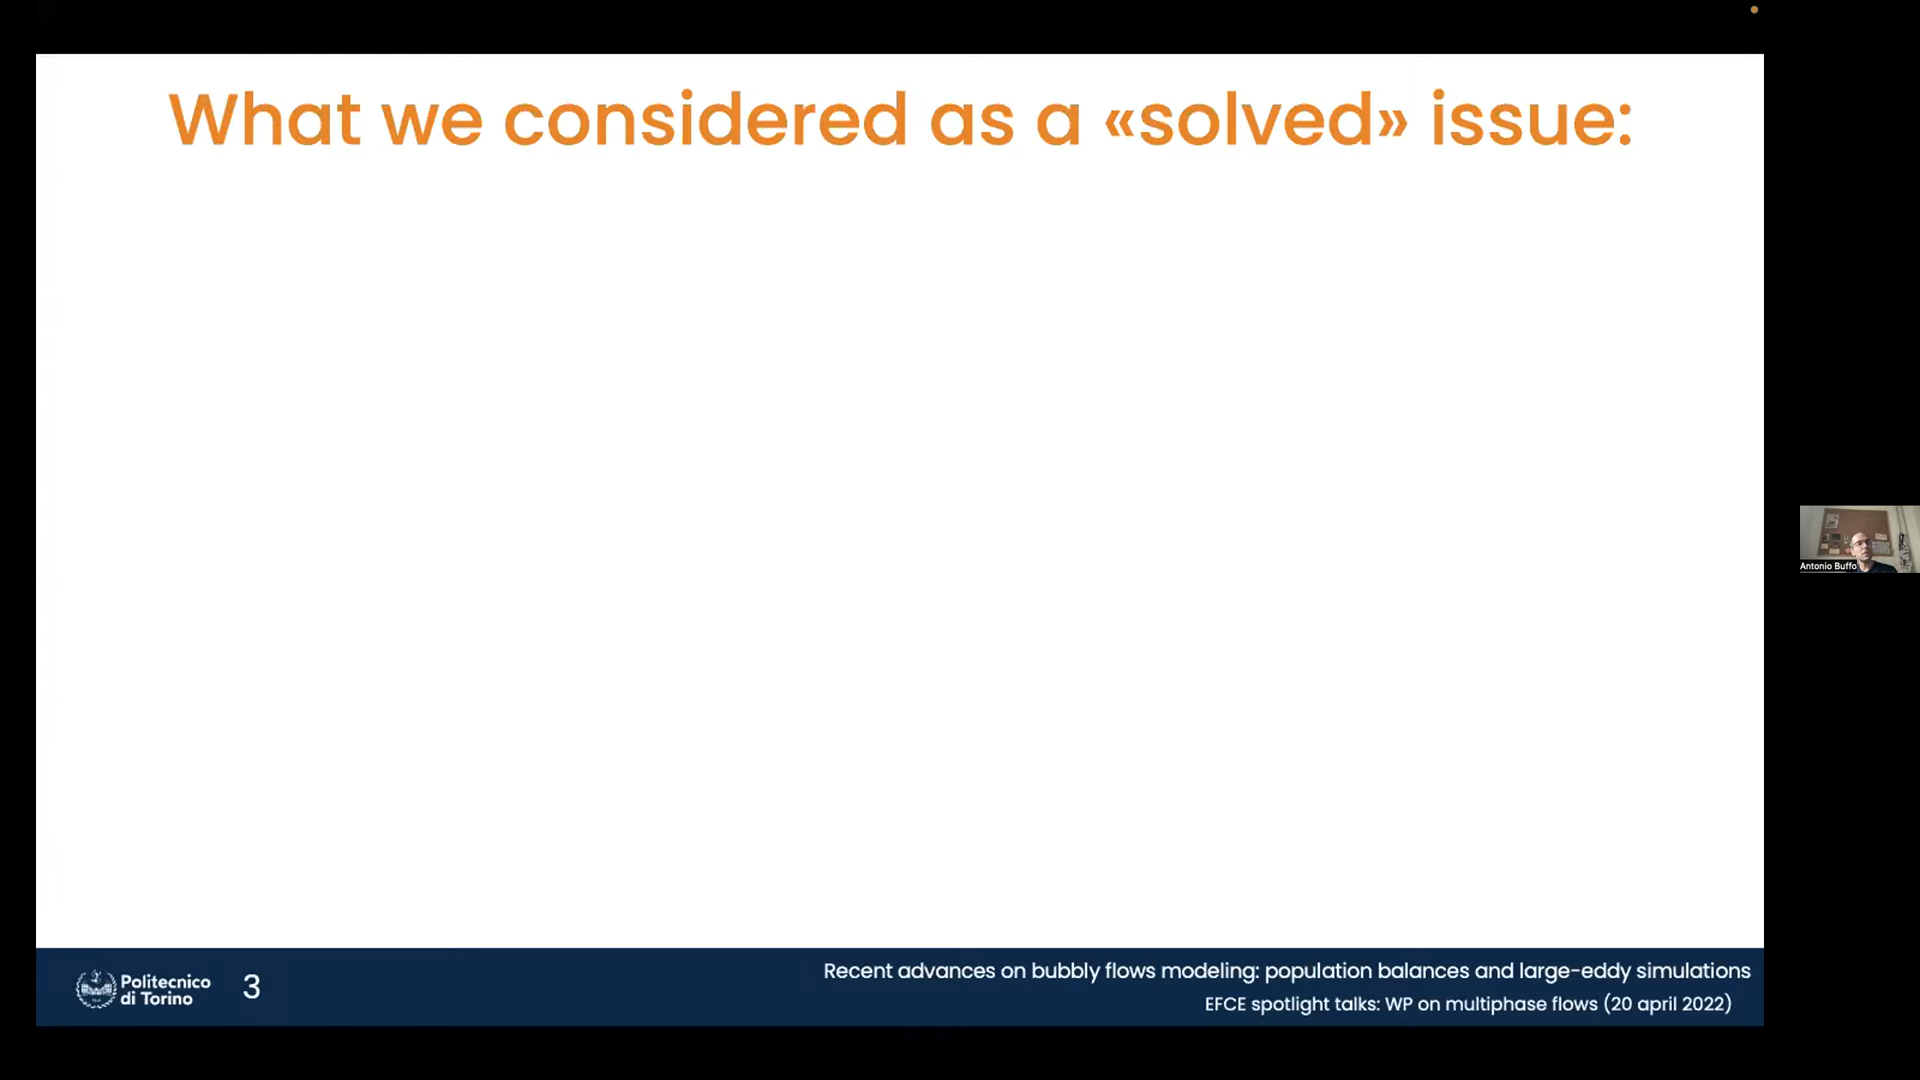 What we considered as a «solved» issue:
Antonio Buffo
Politecnico
di Torino
3
Recent advances on bubbly flows modeling: population balances and large-eddy simulations
EFCE spotlight talks: WP on multiphase flows (20 april 2022)